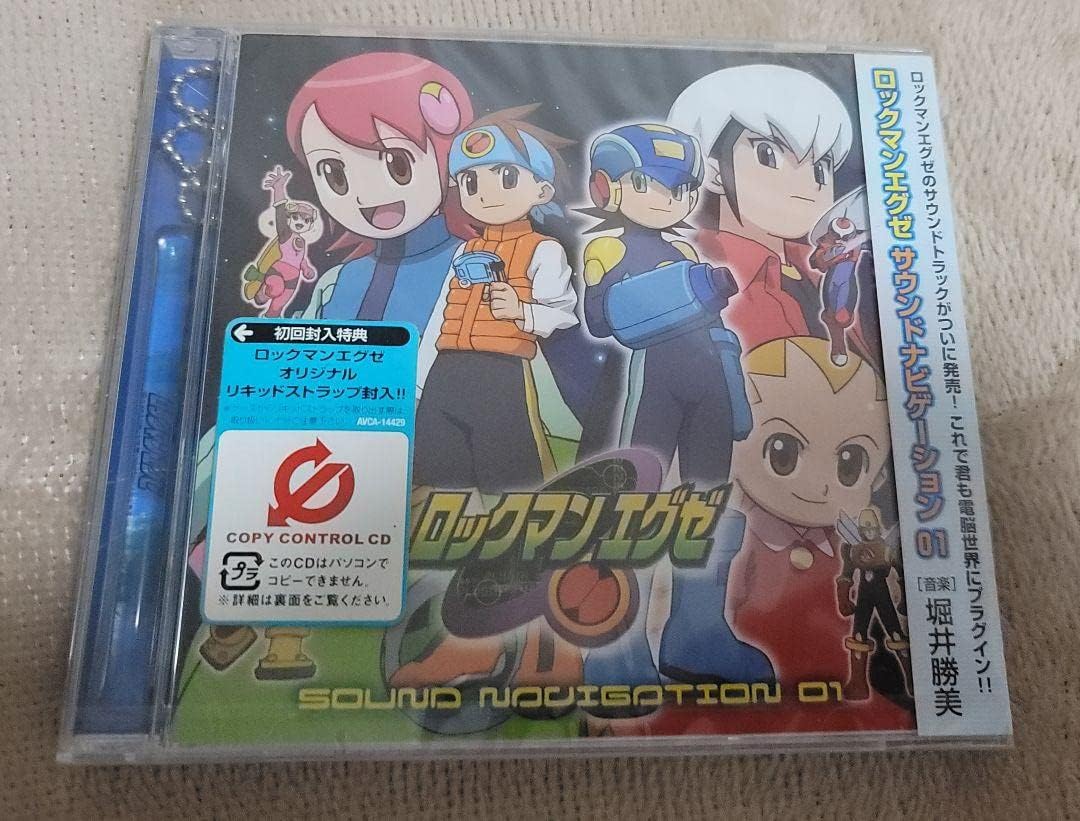 初回封入特典
ロックマンエグゼ
オリジナル
リキッドストラップ封入!!
AVCA-14429
COPY CONTROL CD
プラ
このCDはパソコンで
コピーできません。
※詳細は裏面をご覧ください。
ロックマンエグゼ
SOUND NAVIGATION 01
ロックマンエグゼのサウンドトラックがついに発売!これで君も電脳世界にプラグイン!!
ロックマンエグゼ サウンドナビゲーション 01
[音楽] 堀井勝美